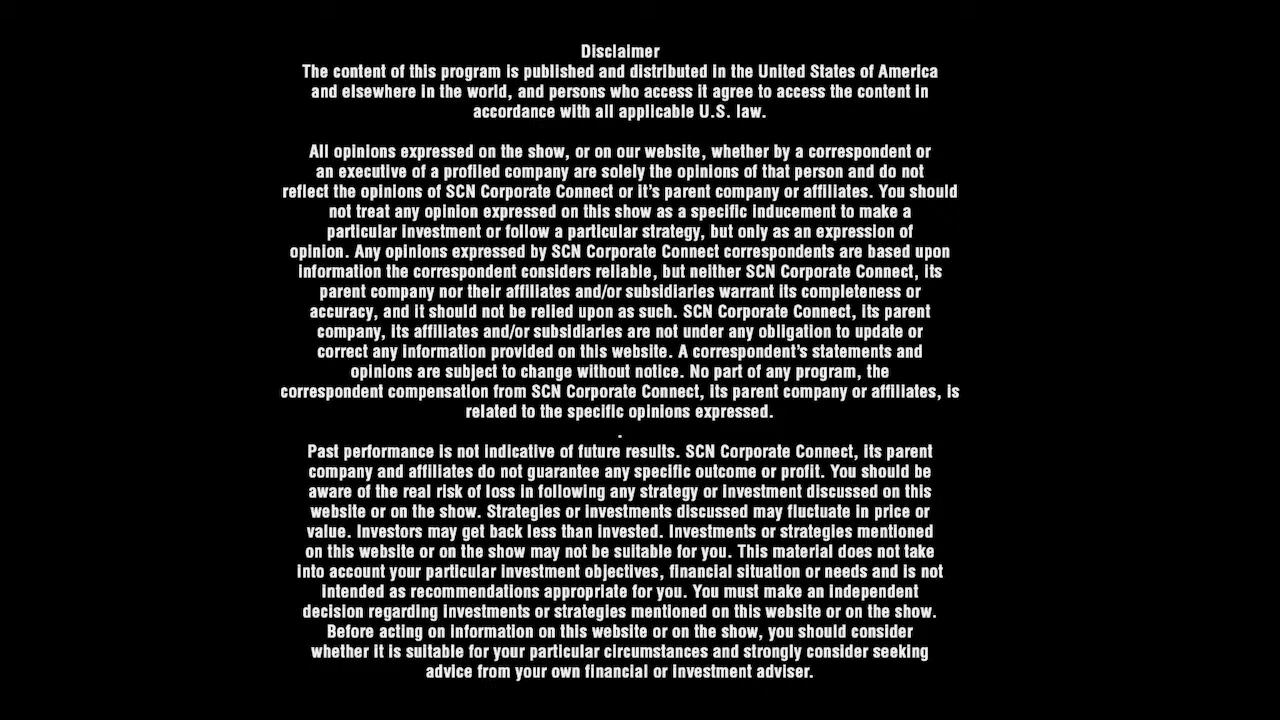 Disclaimer
The content of this program is published and distributed in the United States of America
and elsewhere in the world, and persons who access it agree to access the content in
accordance with all applicable U.S. law.
All opinions expressed on the show, or on our website, whether by a correspondent or
an executive of a profiled company are solely the opinions of that person and do not
reflect the opinions of SCN Corporate Connect or it's parent company or affiliates. You should
not treat any opinion expressed on this show as a specific inducement to make a
particular investment or follow a particular strategy, but only as an expression of
opinion. Any opinions expressed by SCN Corporate Connect correspondents are based upon
information the correspondent considers reliable, but neither SCN Corporate Connect, its
parent company nor their affiliates and/or subsidiaries warrant its completeness or
accuracy, and it should not be relied upon as such. SCN Corporate Connect, its parent
company, its affiliates and/or subsidiaries are not under any obligation to update or
correct any information provided on this website. A correspondent's statements and
opinions are subject to change without notice. No part of any program, the
correspondent compensation from SCN Corporate Connect, its parent company or affiliates, is
related to the specific opinions expressed.
.
Past performance is not indicative of future results. SCN Corporate Connect, its parent
company and affiliates do not guarantee any specific outcome or profit. You should be
aware of the real risk of loss in following any strategy or investment discussed on this
website or on the show. Strategies or investments discussed may fluctuate in price or
value. Investors may get back less than invested. Investments or strategies mentioned
on this website or on the show may not be suitable for you. This material does not take
into account your particular investment objectives, financial situation or needs and is not
intended as recommendations appropriate for you. You must make an independent
decision regarding investments or strategies mentioned on this website or on the show.
Before acting on information on this website or on the show, you should consider
whether it is suitable for your particular circumstances and strongly consider seeking
advice from your own financial or investment adviser.